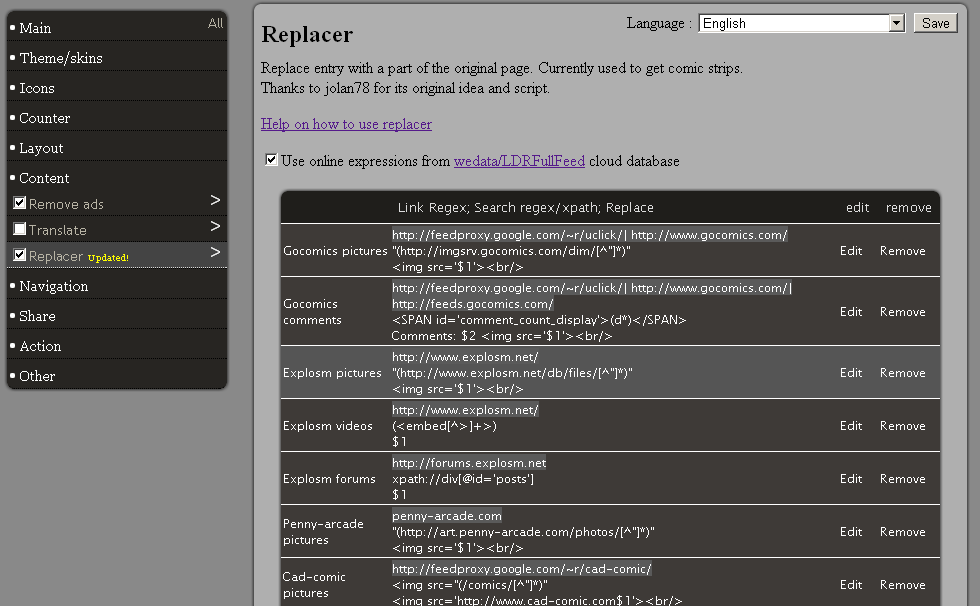 All
Main
Theme/skins
Icons
Counter
Layout
Content
Remove ads >
Translate >
Replacer Updated! >
Navigation
Share
Action
Other
Language : English Save
Replacer
Replace entry with a part of the original page. Currently used to get comic strips.
Thanks to jolan78 for its original idea and script.
Help on how to use replacer
Use online expressions from wedata/LDRFullFeed cloud database
Link Regex; Search regex/xpath; Replace edit remove
http://feedproxy.google.com/~r/uclick/| http://www.gocomics.com/
Gocomics pictures "(http://imgsrv.gocomics.com/dim/[^"]*)" Edit Remove
<img src='$1'><br/>
http://feedproxy.google.com/~r/uclick/| http://www.gocomics.com/|
Gocomics http://feeds.gocomics.com/ Edit Remove
comments <SPAN id='comment_count_display'>(d*)</SPAN>
Comments: $2 <img src='$1'><br/>
http://www.explosm.net/
Explosm pictures "(http://www.explosm.net/db/files/[^"]*)" Edit Remove
<img src='$1'><br/>
http://www.explosm.net/
Explosm videos (<embed[^>]+>) Edit Remove
$1
http://forums.explosm.net
Explosm forums xpath://div[@id='posts'] Edit Remove
$1
Penny-arcade penny-arcade.com
pictures "(http://art.penny-arcade.com/photos/[^"]*)" Edit Remove
<img src='$1'><br/>
Cad-comic http://feedproxy.google.com/~r/cad-comic/
pictures <img src="(/comics/[^"]*)" Edit Remove
<img src='http://www.cad-comic.com$1'><br/>